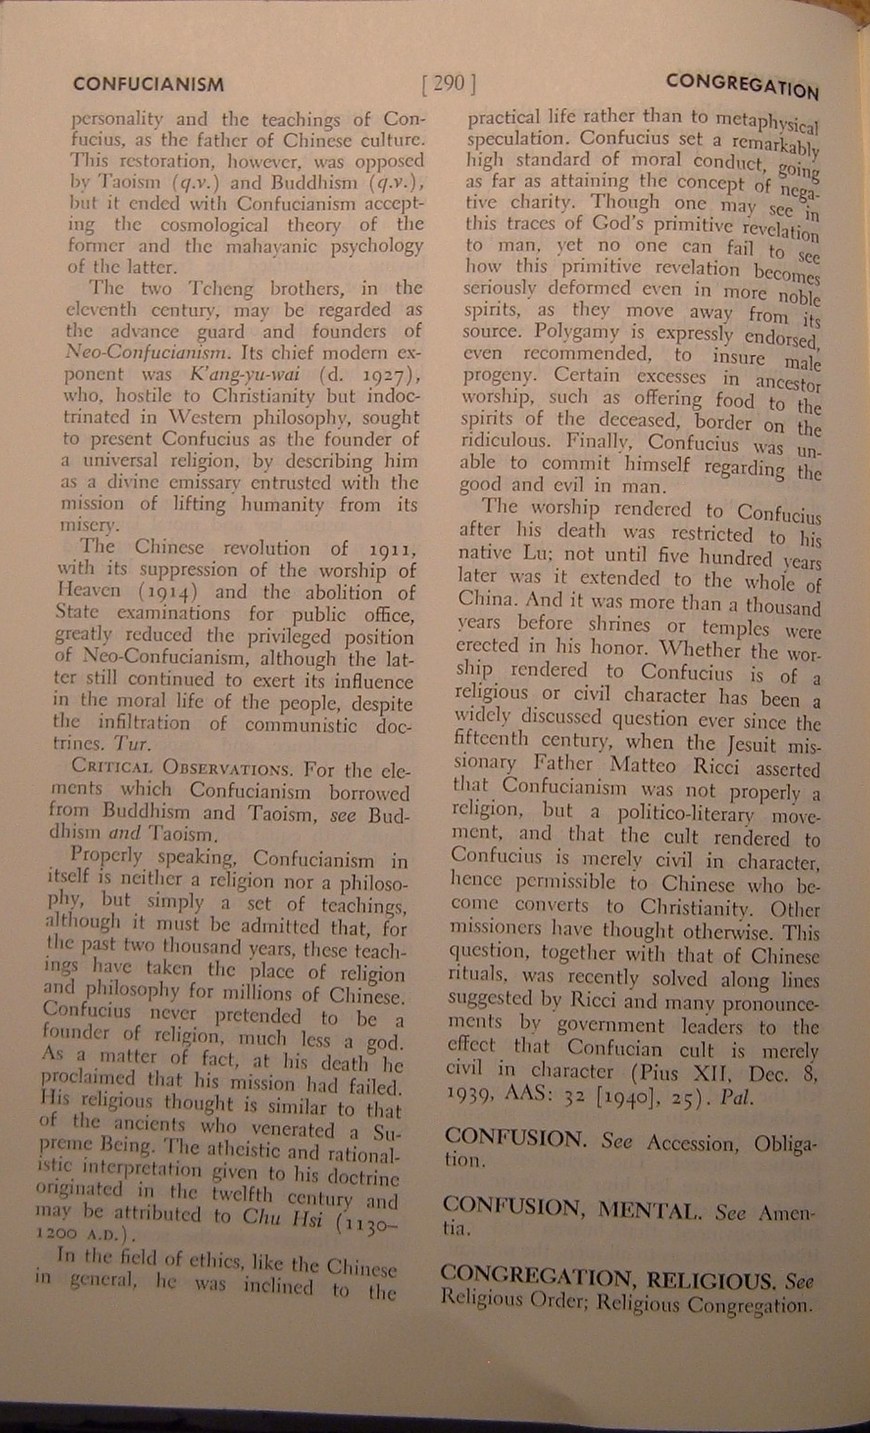 CONFUCIANISM [ 290 ] CONGREGATION
personality and the teachings of Con-
fucius, as the father of Chinese culture.
This restoration, however, was opposed
by Taoism (q.v.) and Buddhism (q.v.),
but it ended with Confucianism accept-
ing the cosmological theory of the
former and the mahayanic psychology
of the latter.
The two Tcheng brothers, in the
eleventh century, may be regarded as
the advance guard and founders of
Neo-Confucianism. Its chief modern ex-
ponent was K'ang-yu-wai (d. 1927),
who, hostile to Christianity but indoc-
trinated in Western philosophy, sought
to present Confucius as the founder of
a universal religion, by describing him
as a divine emissary entrusted with the
mission of lifting humanity from its
misery.
The Chinese revolution of 1911,
with its suppression of the worship of
Heaven (1914) and the abolition of
State examinations for public office,
greatly reduced the privileged position
of Neo-Confucianism, although the lat-
ter still continued to exert its influence
in the moral life of the people, despite
the infiltration of communistic doc-
trines. Tur.
CRITICAL OBSERVATIONS. For the ele-
ments which Confucianism borrowed
from Buddhism and Taoism, see Bud-
dhism and Taoism.
Properly speaking, Confucianism in
itself is neither a religion nor a philoso-
phy, but simply a set of teachings,
although it must be admitted that, for
the past two thousand years, these teach-
ings have taken the place of religion
and philosophy for millions of Chinese.
Confucius never pretended to be a
founder of religion, much less a god.
As a matter of fact, at his death he
proclaimed that his mission had failed.
His religious thought is similar to that
of the ancients who venerated a Su-
preme Being. The atheistic and rational-
istic interpretation given to his doctrine
originated in the twelfth century and
may be attributed to Chu Hsi (1130–
1200 A.D.).
In the field of ethics, like the Chinese
in general, he was inclined to the
practical life rather than to metaphysical
speculation. Confucius set a remarkably
high standard of moral conduct, going
as far as attaining the concept of nega-
tive charity. Though one may see in
this traces of God's primitive revelation
to man, yet no one can fail to see
how this primitive revelation becomes
seriously deformed even in more noble
spirits, as they move away from its
source. Polygamy is expressly endorsed,
even recommended, to insure male
progeny. Certain excesses in ancestor
worship, such as offering food to the
spirits of the deceased, border on the
ridiculous. Finally, Confucius was un-
able to commit himself regarding the
good and evil in man.
The worship rendered to Confucius
after his death was restricted to his
native Lu; not until five hundred years
later was it extended to the whole of
China. And it was more than a thousand
years before shrines or temples were
erected in his honor. Whether the wor-
ship rendered to Confucius is of a
religious or civil character has been a
widely discussed question ever since the
fifteenth century, when the Jesuit mis-
sionary Father Matteo Ricci asserted
that Confucianism was not properly a
religion, but a politico-literary move-
ment, and that the cult rendered to
Confucius is merely civil in character,
hence permissible to Chinese who be-
come converts to Christianity. Other
missioners have thought otherwise. This
question, together with that of Chinese
rituals, was recently solved along lines
suggested by Ricci and many pronounce-
ments by government leaders to the
effect that Confucian cult is merely
civil in character (Pius XII, Dec. 8,
1939, AAS: 32 [1940], 25). Pal.
CONFUSION. See Accession, Obliga-
tion.
CONFUSION, MENTAL. See Amen-
tia.
CONGREGATION, RELIGIOUS. See
Religious Order; Religious Congregation.